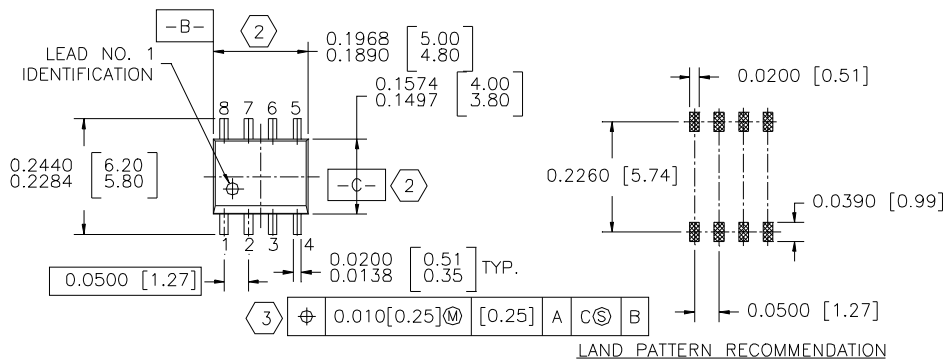 -B-
2
0.1968 [5.00]
0.1890 [4.80]
LEAD NO. 1
IDENTIFICATION
0.1574 [4.00]
0.1497 [3.80]
0.0200 [0.51]
8 7 6 5
0.2440 [6.20]
0.2284 [5.80]
-C- 2
0.2260 [5.74]
0.0390 [0.99]
1 2 3 4
0.0200 [0.51]
0.0138 [0.35] TYP.
0.0500 [1.27]
3 ⌖ 0.010[0.25]Ⓜ [0.25] A CⓈ B
0.0500 [1.27]
LAND PATTERN RECOMMENDATION